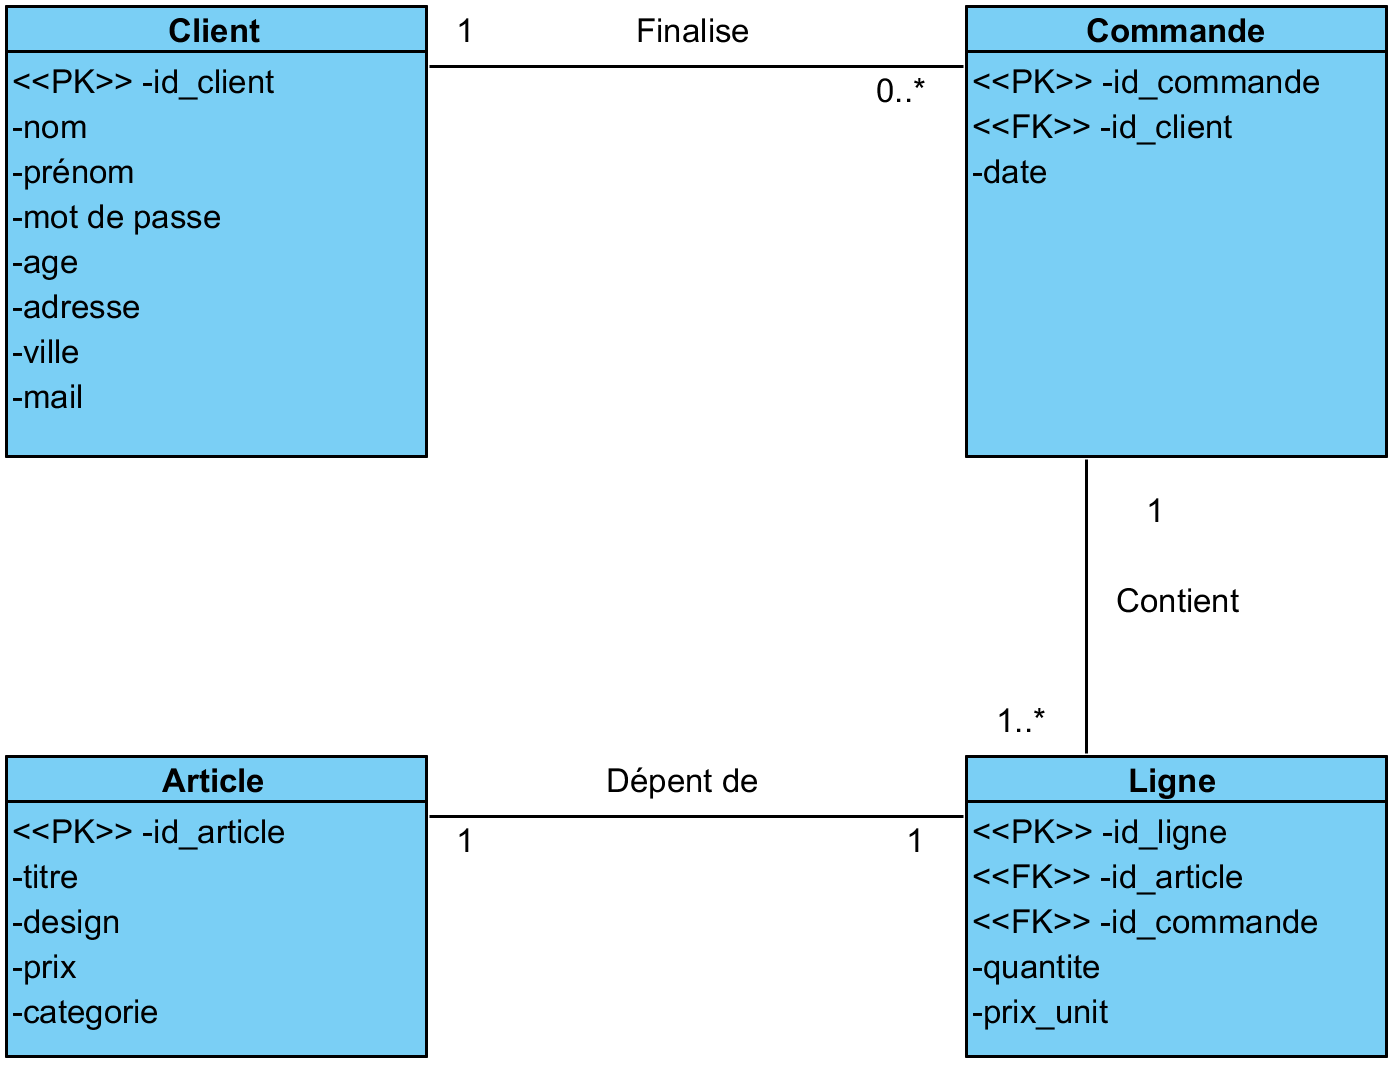 Client
<<PK>> -id_client
-nom
-prénom
-mot de passe
-age
-adresse
-ville
-mail
1
Finalise
0..*
Commande
<<PK>> -id_commande
<<FK>> -id_client
-date
1
Contient
1..*
Article
<<PK>> -id_article
-titre
-design
-prix
-categorie
Dépent de
1
1
Ligne
<<PK>> -id_ligne
<<FK>> -id_article
<<FK>> -id_commande
-quantite
-prix_unit